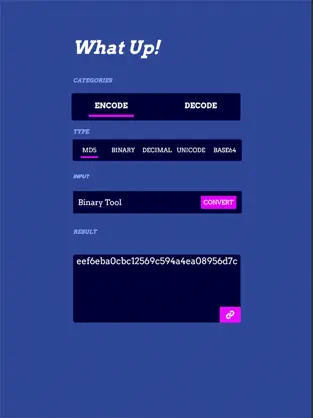 What Up!
CATEGORIES
ENCODE DECODE
TYPE
MD5 BINARY DECIMAL UNICODE BASE64
INPUT
Binary Tool CONVERT
RESULT
eef6eba0cbc12569c594a4ea08956d7c